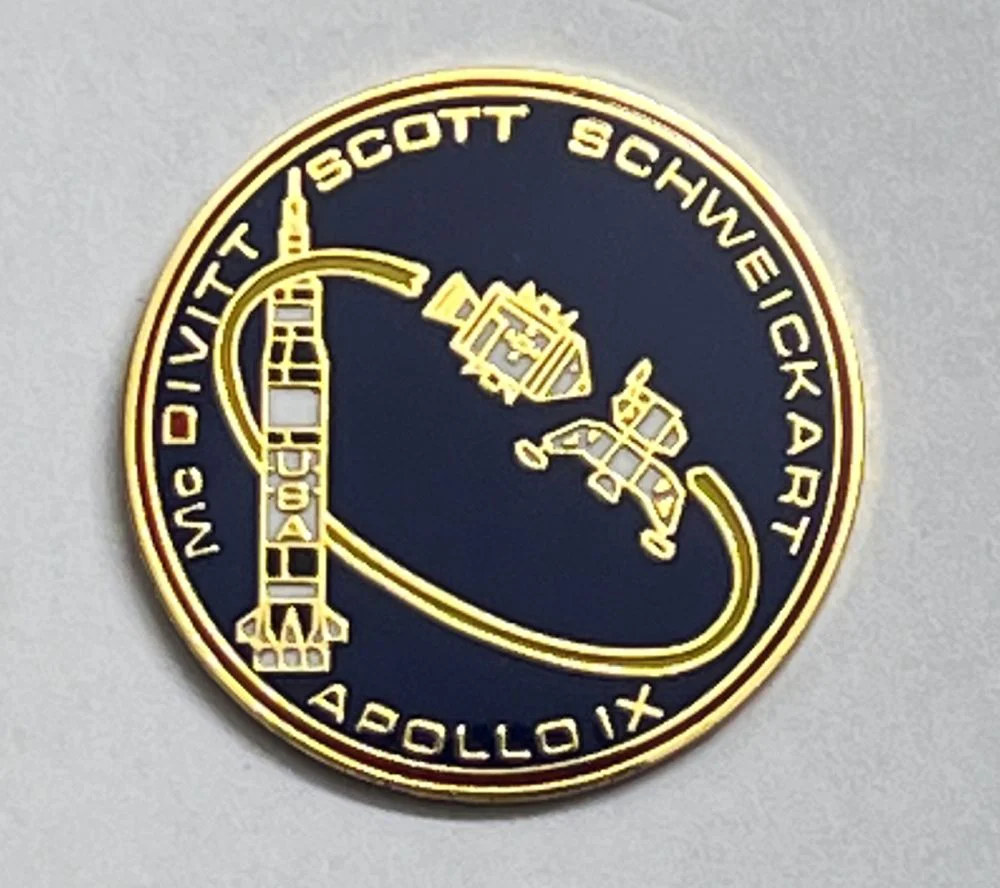 Mc DIVITT SCOTT SCHWEICKART
USA
APOLLO IX